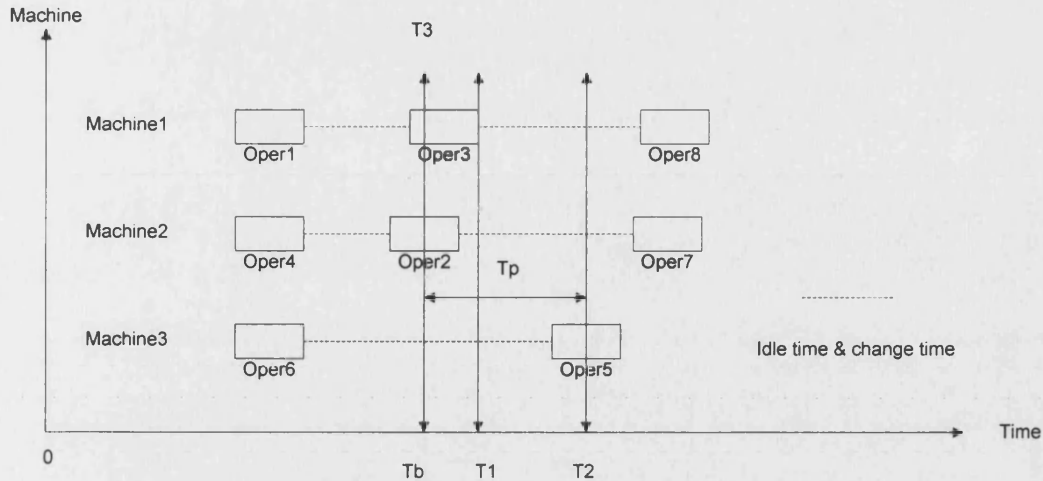 Machine
T3
Machine1
Oper1
Oper3
Oper8
Machine2
Oper4
Oper2
Tp
Oper7
Machine3
Oper6
Oper5
Idle time & change time
Time
0
Tb
T1
T2